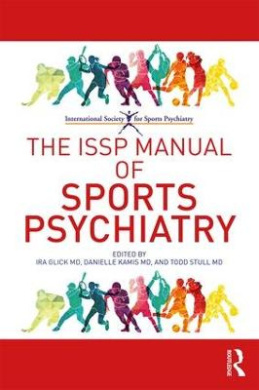 International Society for Sports Psychiatry
THE ISSP MANUAL
OF
SPORTS
PSYCHIATRY
EDITED BY
IRA GLICK MD, DANIELLE KAMIS MD, AND TODD STULL MD
R
ROUTLEDGE